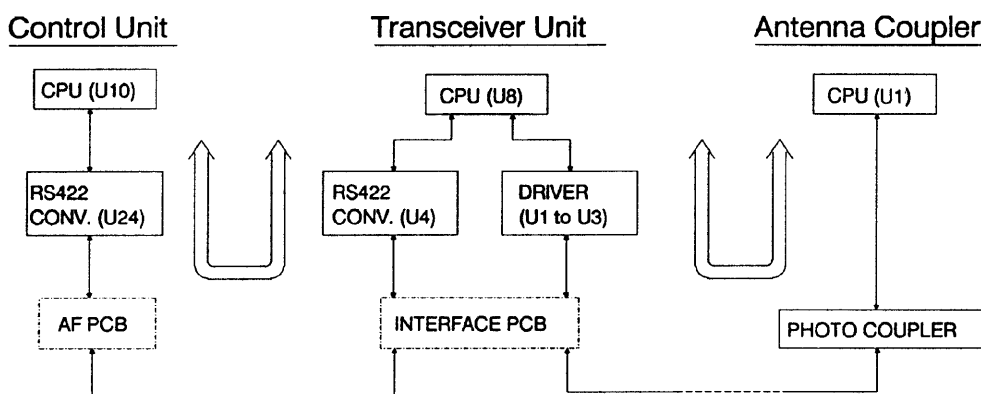 Control Unit
Transceiver Unit
Antenna Coupler
CPU (U10)
CPU (U8)
CPU (U1)
RS422
CONV. (U24)
RS422
CONV. (U4)
DRIVER
(U1 to U3)
AF PCB
INTERFACE PCB
PHOTO COUPLER